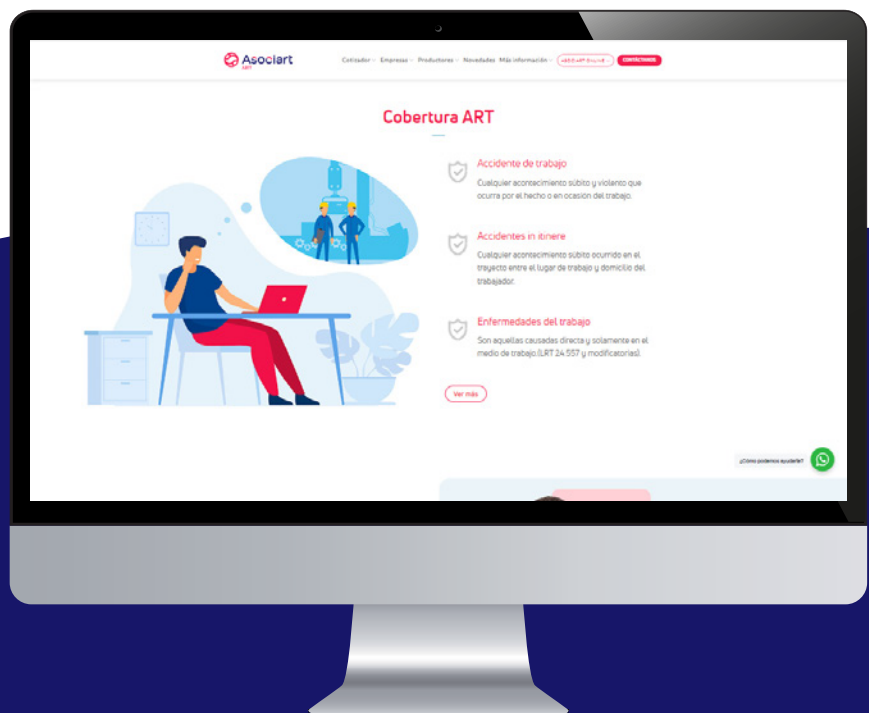 Asociart
ART
Cotizador Empresas Productores Novedades Más información
CONTÁCTANOS
Cobertura ART
Accidente de trabajo
Cualquier acontecimiento súbito y violento que
ocurra por el hecho o en ocasión del trabajo.
Accidentes in itinere
Cualquier acontecimiento súbito ocurrido en el
trayecto entre el lugar de trabajo y domicilio del
trabajador.
Enfermedades del trabajo
Son aquellas causadas directa y solamente en el
medio de trabajo.(LRT 24.557 y modificatorias).
Ver más
¿Cómo podemos ayudarte?